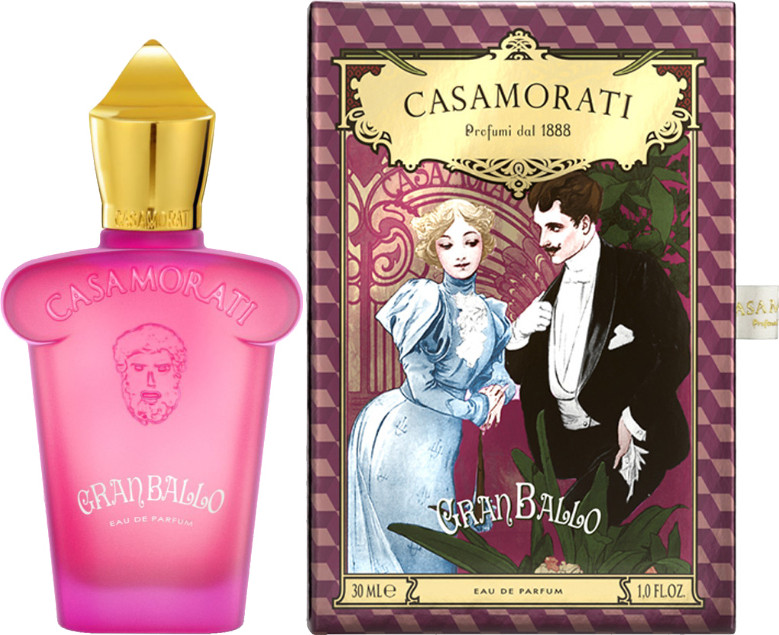 CASAMORATI
CASAMORATI
GRAN BALLO
EAU DE PARFUM
CASAMORATI
Profumi dal 1888
CASAMORATI
GRAN BALLO
30 ML e
EAU DE PARFUM
1,0 FL.OZ.